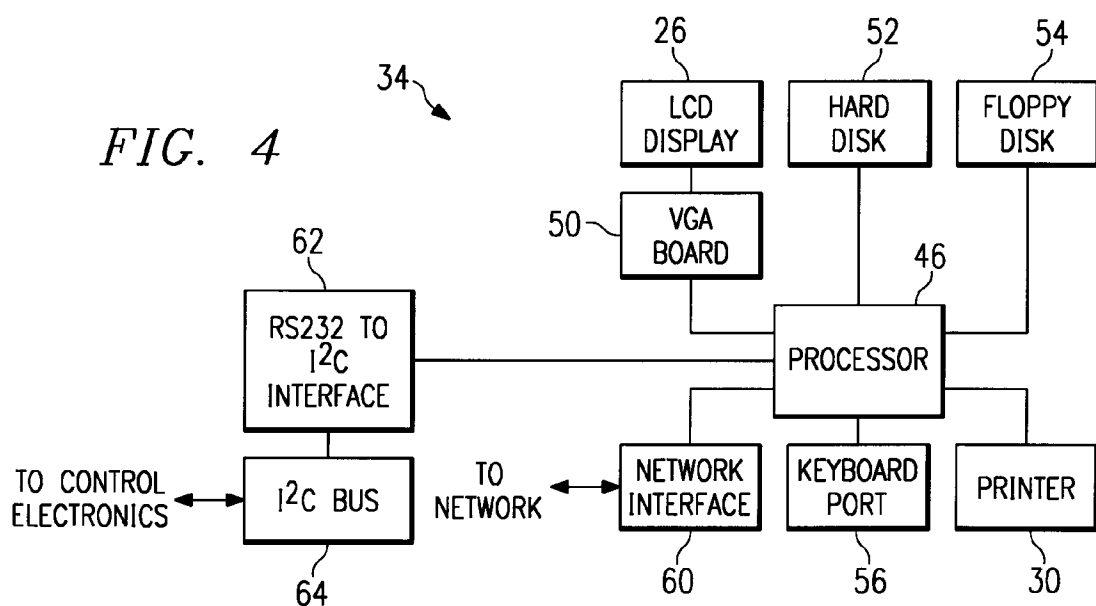 FIG. 4
34
26
52
54
LCD
DISPLAY
HARD
DISK
FLOPPY
DISK
50
VGA
BOARD
62
46
RS232 TO
I²C
INTERFACE
PROCESSOR
TO CONTROL
ELECTRONICS
I²C BUS
TO
NETWORK
NETWORK
INTERFACE
KEYBOARD
PORT
PRINTER
64
60
56
30